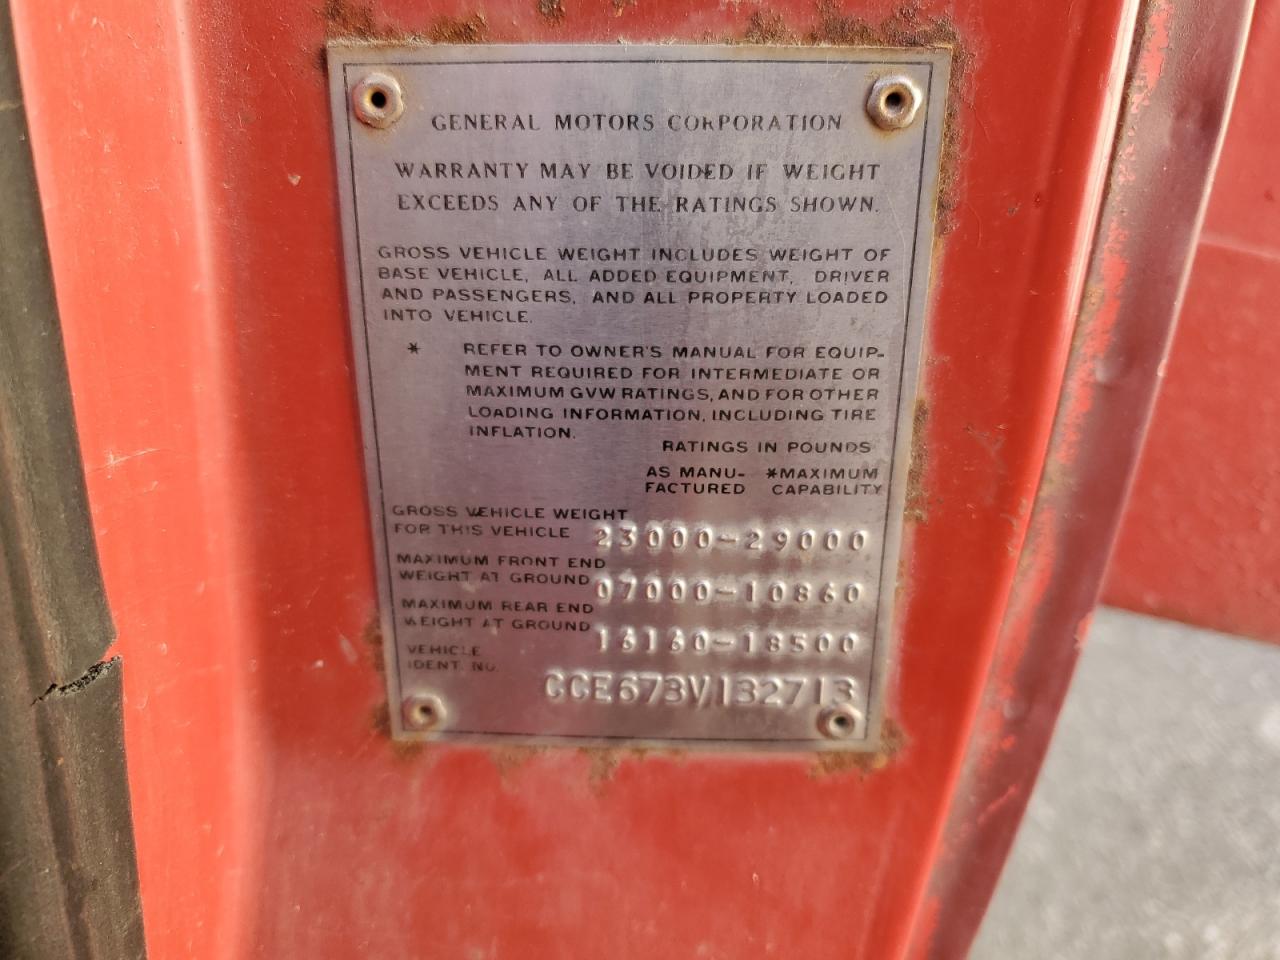 GENERAL MOTORS CORPORATION
WARRANTY MAY BE VOIDED IF WEIGHT
EXCEEDS ANY OF THE RATINGS SHOWN.
GROSS VEHICLE WEIGHT INCLUDES WEIGHT OF
BASE VEHICLE, ALL ADDED EQUIPMENT, DRIVER
AND PASSENGERS, AND ALL PROPERTY LOADED
INTO VEHICLE.
* REFER TO OWNER'S MANUAL FOR EQUIP-
MENT REQUIRED FOR INTERMEDIATE OR
MAXIMUM GVW RATINGS, AND FOR OTHER
LOADING INFORMATION, INCLUDING TIRE
INFLATION.
RATINGS IN POUNDS
AS MANU- *MAXIMUM
FACTURED CAPABILITY
GROSS VEHICLE WEIGHT
FOR THIS VEHICLE 23000-29000
MAXIMUM FRONT END
WEIGHT AT GROUND 07000-10860
MAXIMUM REAR END
WEIGHT AT GROUND 16160-18500
VEHICLE
IDENT. NO. CCE673V132713